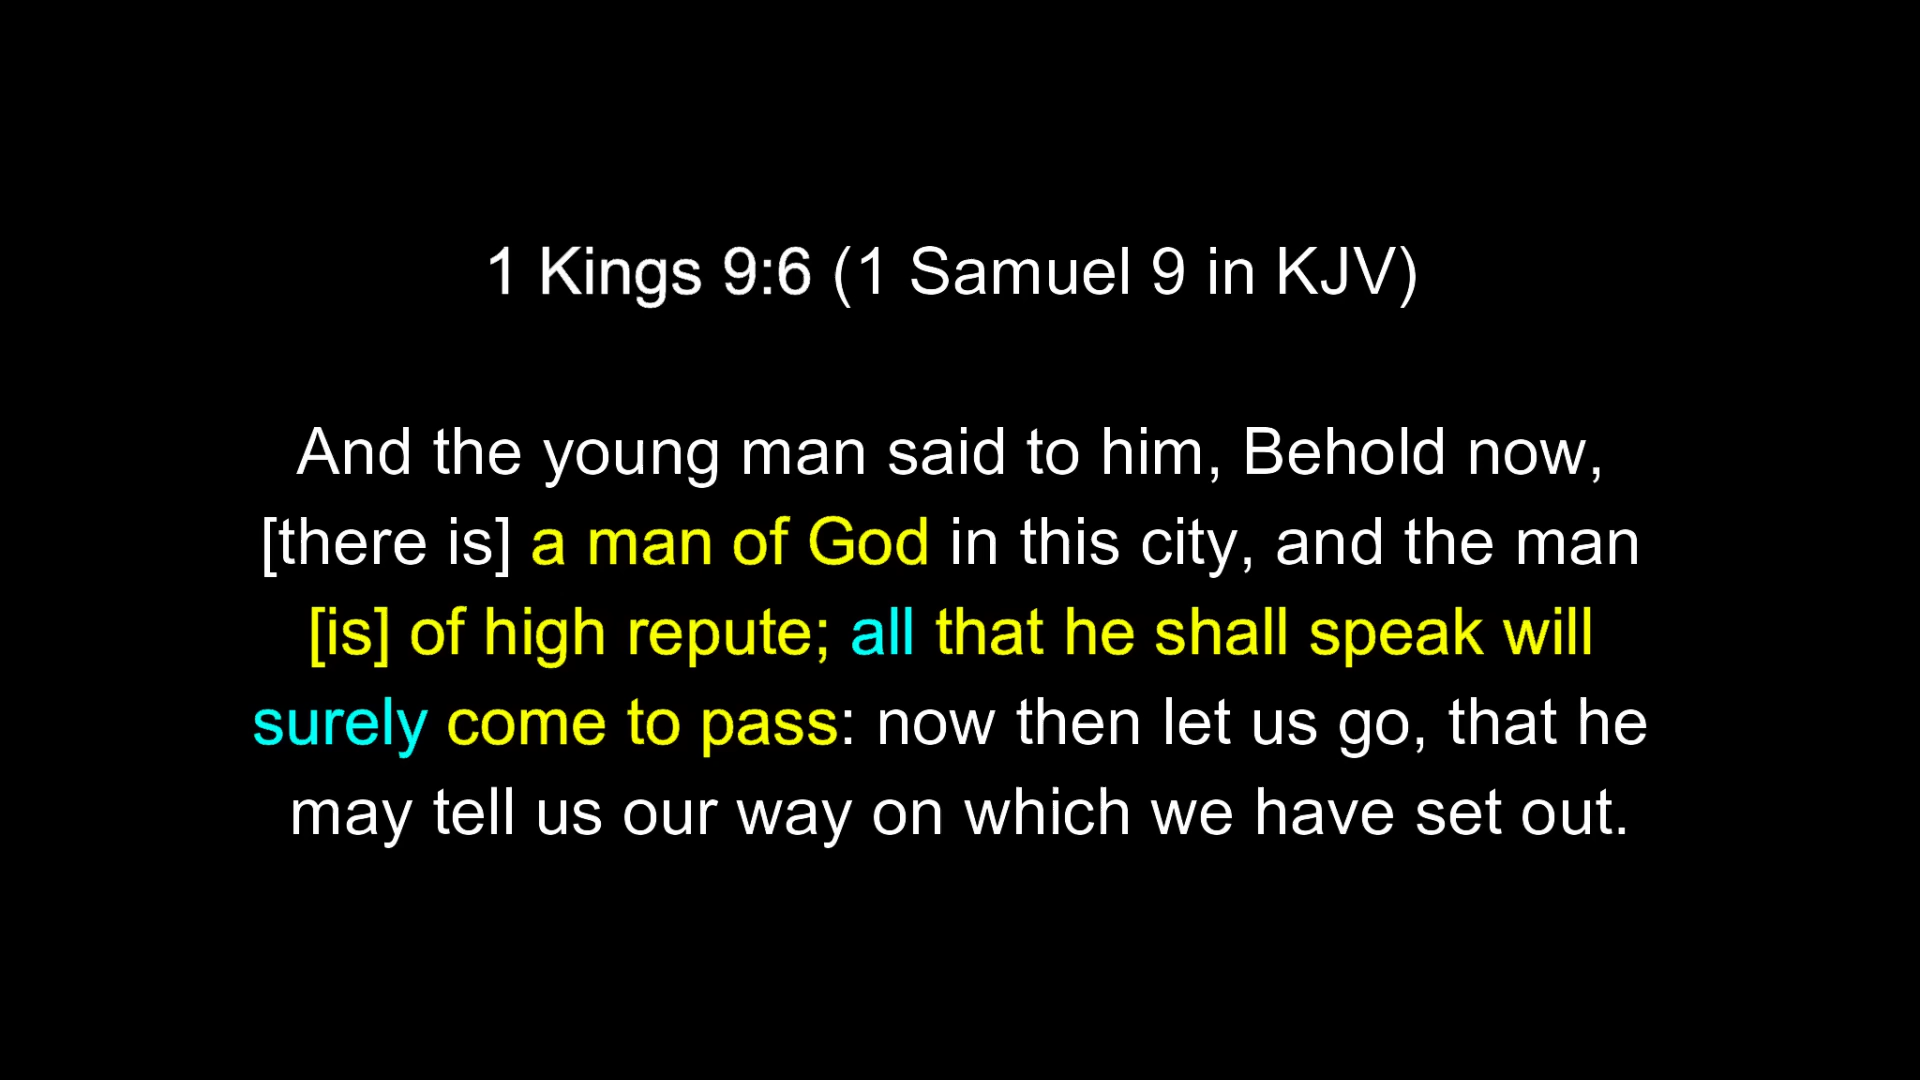 1 Kings 9:6 (1 Samuel 9 in KJV)
And the young man said to him, Behold now,
[there is] a man of God in this city, and the man
[is] of high repute; all that he shall speak will
surely come to pass: now then let us go, that he
may tell us our way on which we have set out.